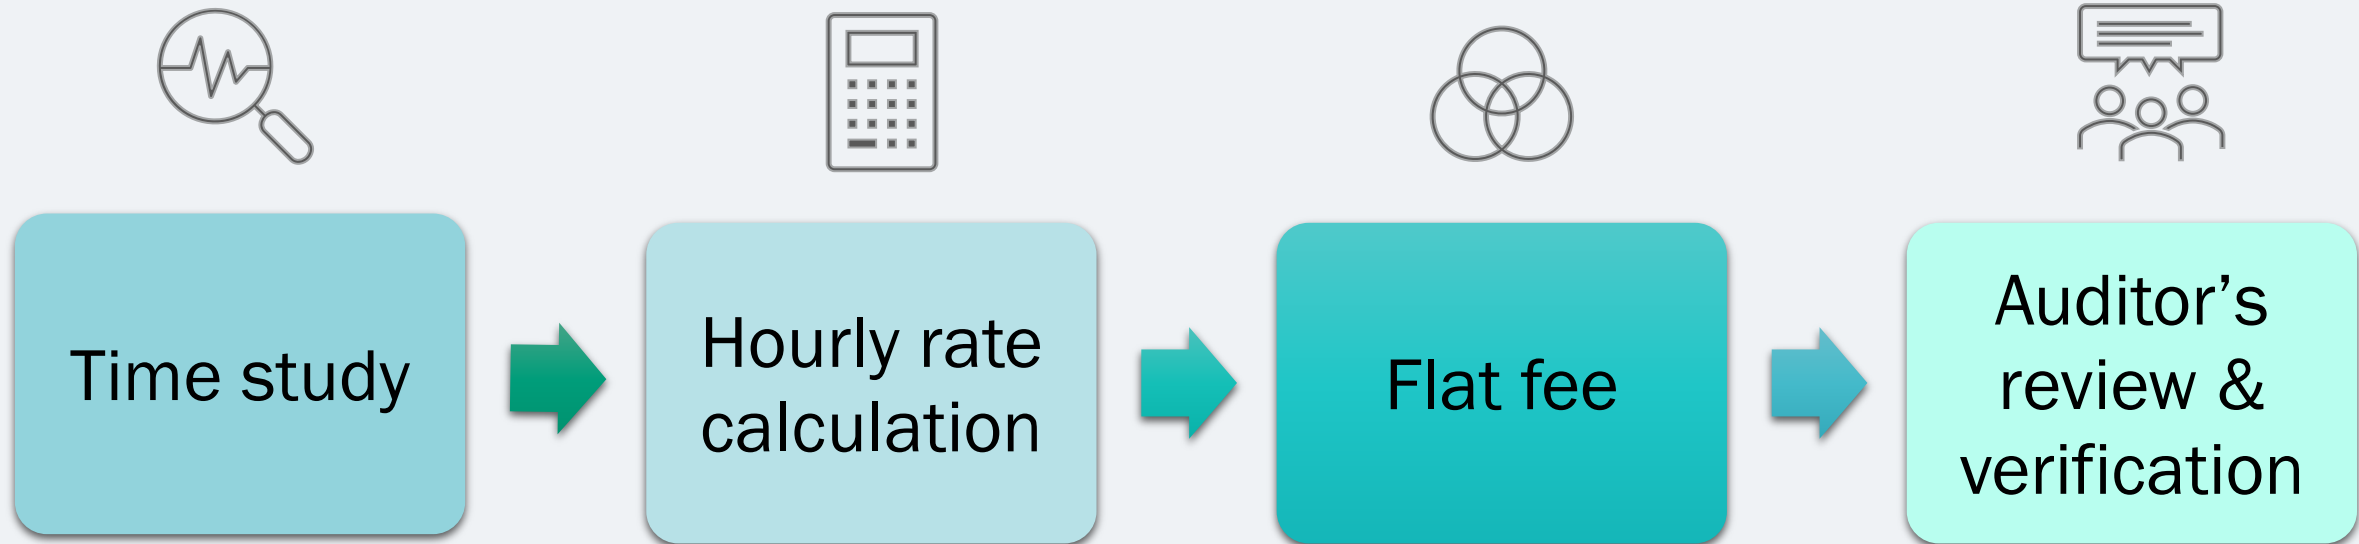 Time study
Hourly rate
calculation
Flat fee
Auditor’s
review &
verification